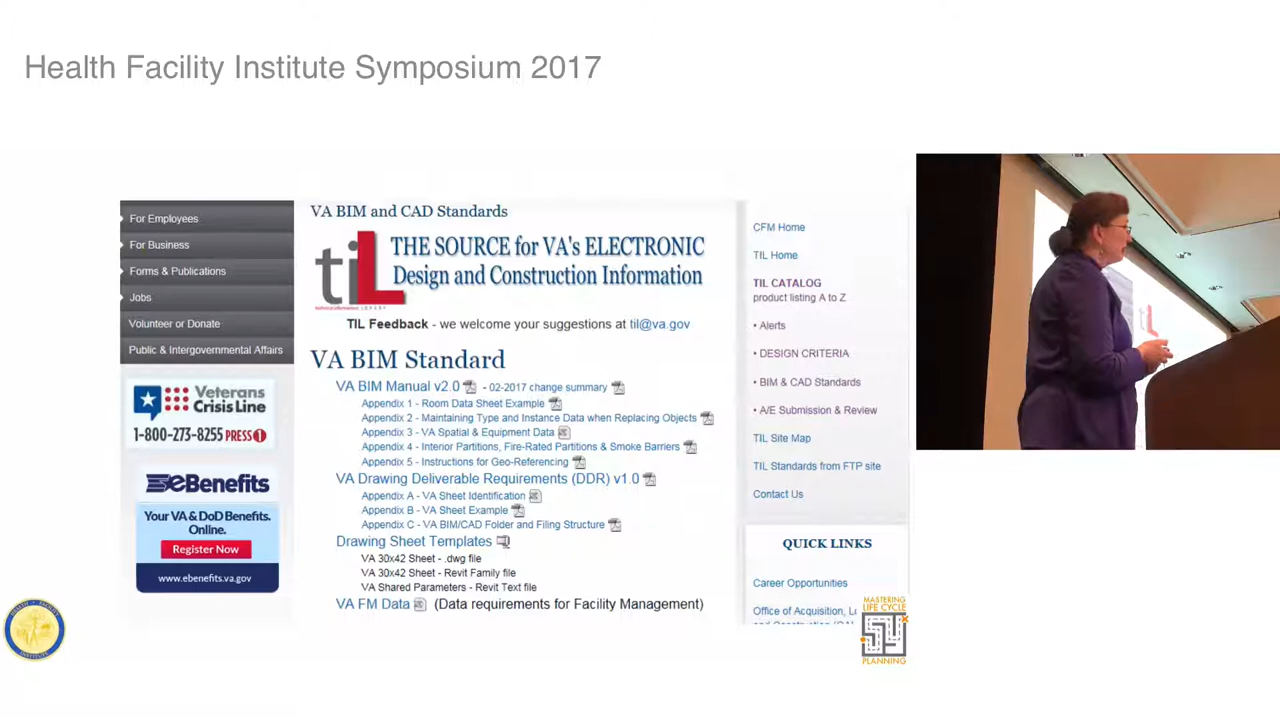 Health Facility Institute Symposium 2017
For Employees
For Business
Forms & Publications
Jobs
Volunteer or Donate
Public & Intergovernmental Affairs
Veterans
Crisis Line
1-800-273-8255 PRESS 1
eBenefits
Your VA & DoD Benefits.
Online.
Register Now
www.ebenefits.va.gov
VA BIM and CAD Standards
tiL
THE SOURCE for VA's ELECTRONIC
Design and Construction Information
TIL Feedback - we welcome your suggestions at til@va.gov
VA BIM Standard
VA BIM Manual v2.0 - 02-2017 change summary
Appendix 1 - Room Data Sheet Example
Appendix 2 - Maintaining Type and Instance Data when Replacing Objects
Appendix 3 - VA Spatial & Equipment Data
Appendix 4 - Interior Partitions, Fire-Rated Partitions & Smoke Barriers
Appendix 5 - Instructions for Geo-Referencing
VA Drawing Deliverable Requirements (DDR) v1.0
Appendix A - VA Sheet Identification
Appendix B - VA Sheet Example
Appendix C - VA BIM/CAD Folder and Filing Structure
Drawing Sheet Templates
VA 30x42 Sheet - .dwg file
VA 30x42 Sheet - Revit Family file
VA Shared Parameters - Revit Text file
VA FM Data (Data requirements for Facility Management)
CFM Home
TIL Home
TIL CATALOG
product listing A to Z
• Alerts
• DESIGN CRITERIA
• BIM & CAD Standards
• A/E Submission & Review
TIL Site Map
TIL Standards from FTP site
Contact Us
QUICK LINKS
Career Opportunities
Office of Acquisition, Lo
MASTERING
LIFE CYCLE
PLANNING